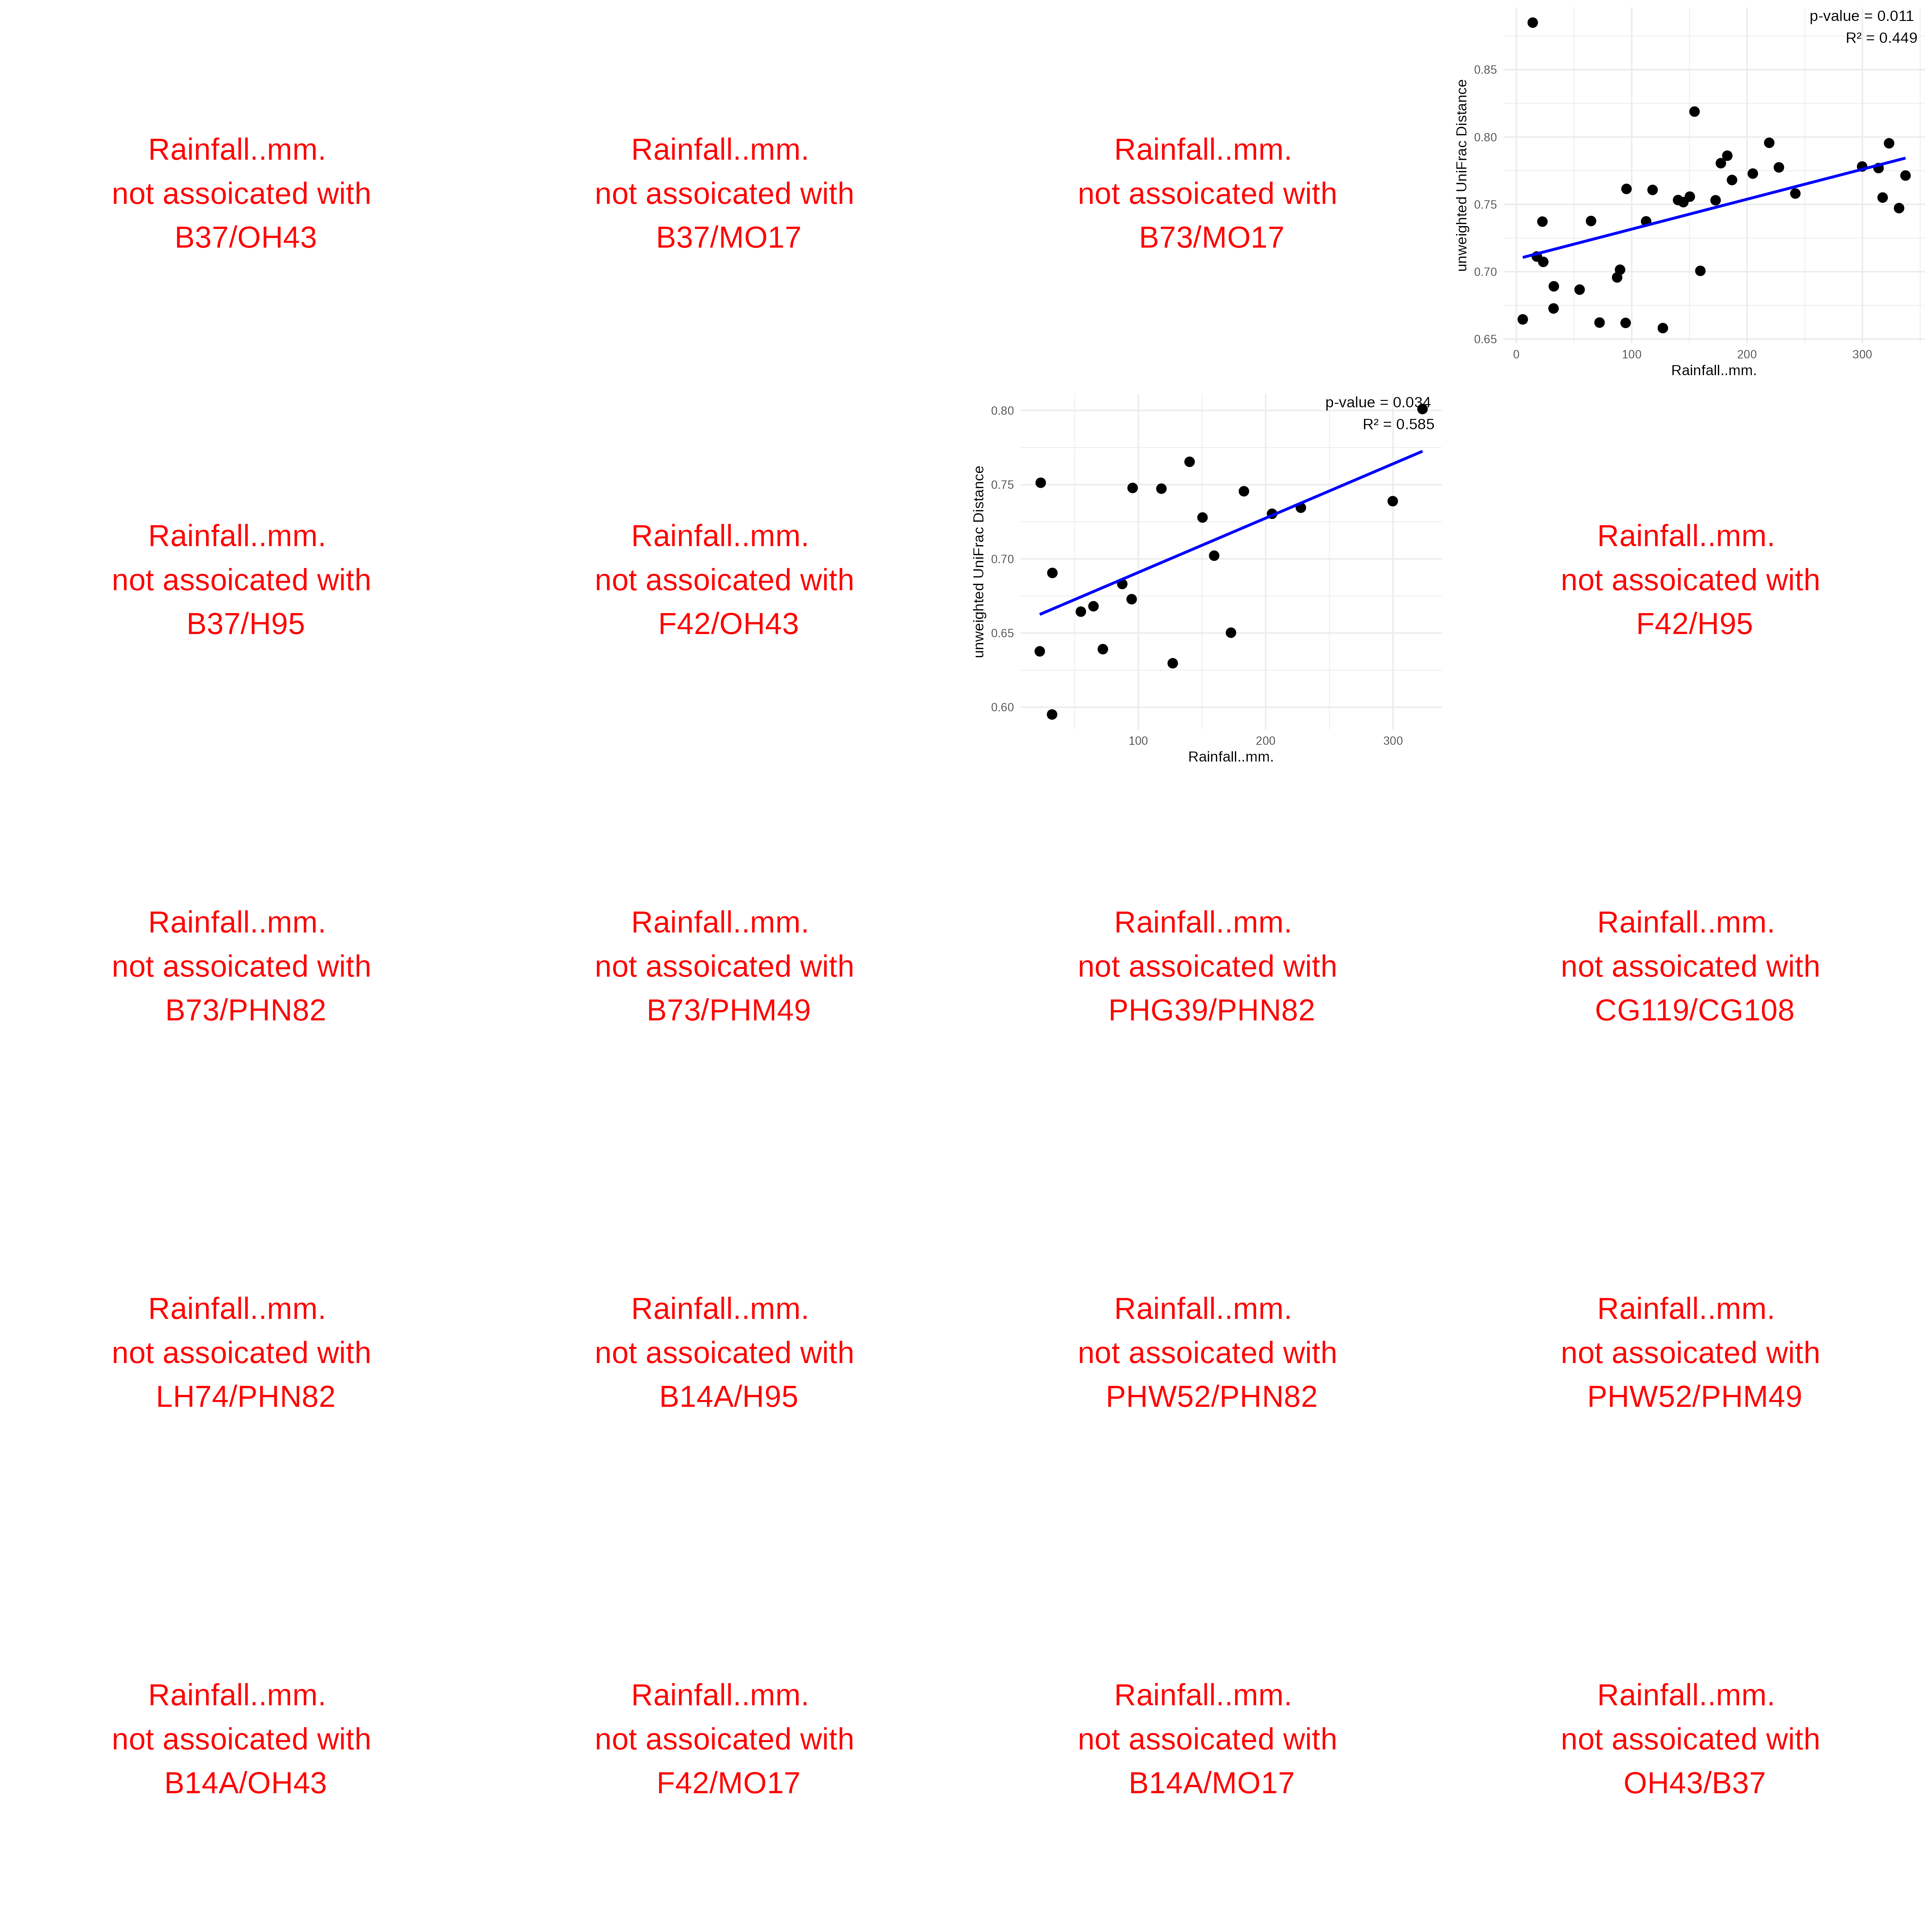 Rainfall..mm.
not assoicated with
B37/OH43
Rainfall..mm.
not assoicated with
B37/MO17
Rainfall..mm.
not assoicated with
B73/MO17
p-value = 0.011
R² = 0.449
unweighted UniFrac Distance
0.85
0.80
0.75
0.70
0.65
0 100 200 300
Rainfall..mm.
Rainfall..mm.
not assoicated with
B37/H95
Rainfall..mm.
not assoicated with
F42/OH43
p-value = 0.034
R² = 0.585
unweighted UniFrac Distance
0.80
0.75
0.70
0.65
0.60
100 200 300
Rainfall..mm.
Rainfall..mm.
not assoicated with
F42/H95
Rainfall..mm.
not assoicated with
B73/PHN82
Rainfall..mm.
not assoicated with
B73/PHM49
Rainfall..mm.
not assoicated with
PHG39/PHN82
Rainfall..mm.
not assoicated with
CG119/CG108
Rainfall..mm.
not assoicated with
LH74/PHN82
Rainfall..mm.
not assoicated with
B14A/H95
Rainfall..mm.
not assoicated with
PHW52/PHN82
Rainfall..mm.
not assoicated with
PHW52/PHM49
Rainfall..mm.
not assoicated with
B14A/OH43
Rainfall..mm.
not assoicated with
F42/MO17
Rainfall..mm.
not assoicated with
B14A/MO17
Rainfall..mm.
not assoicated with
OH43/B37